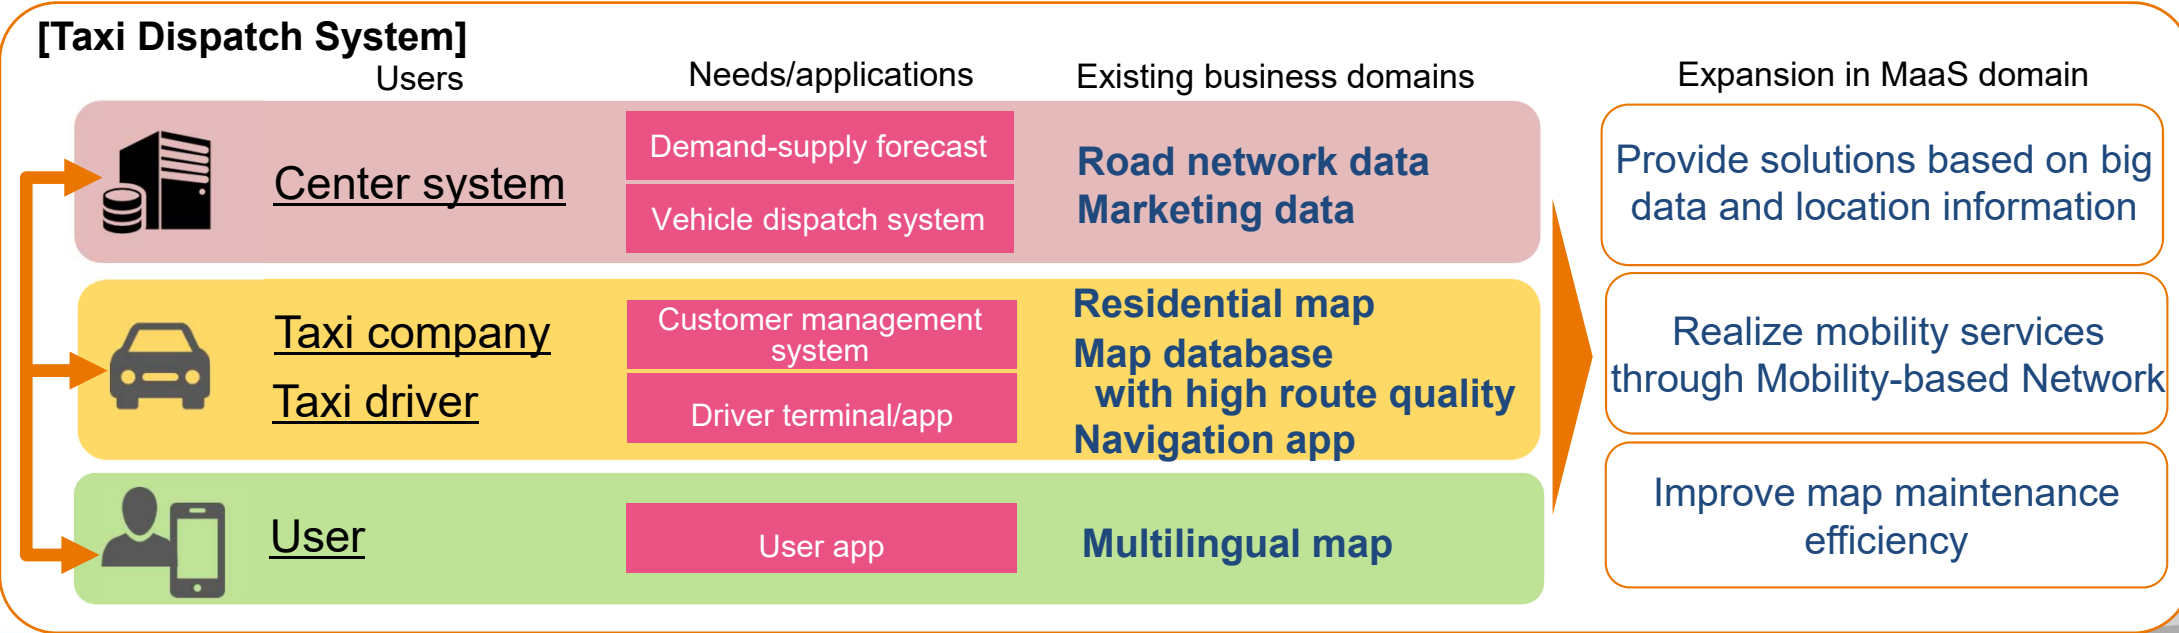 [Taxi Dispatch System]
Users
Needs/applications
Existing business domains
Expansion in MaaS domain
Center system
Demand-supply forecast
Vehicle dispatch system
Road network data
Marketing data
Provide solutions based on big
data and location information
Taxi company
Taxi driver
Customer management
system
Driver terminal/app
Residential map
Map database
with high route quality
Navigation app
Realize mobility services
through Mobility-based Network
User
User app
Multilingual map
Improve map maintenance
efficiency